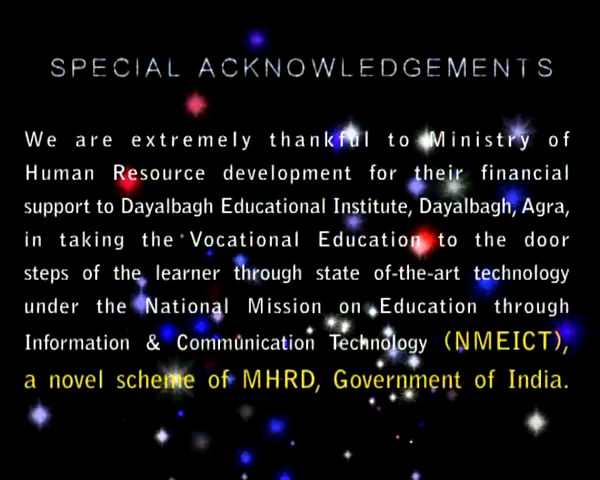 SPECIAL ACKNOWLEDGEMENTS
We are extremely thankful to Ministry of
Human Resource development for their financial
support to Dayalbagh Educational Institute, Dayalbagh, Agra,
in taking the Vocational Education to the door
steps of the learner through state of-the-art technology
under the National Mission on Education through
Information & Communication Technology (NMEICT),
a novel scheme of MHRD, Government of India.